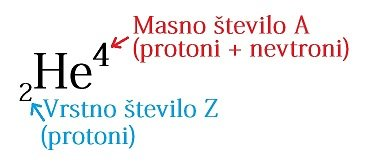 Masno število A
(protoni + nevtroni)
₂He⁴
Vrstno število Z
(protoni)